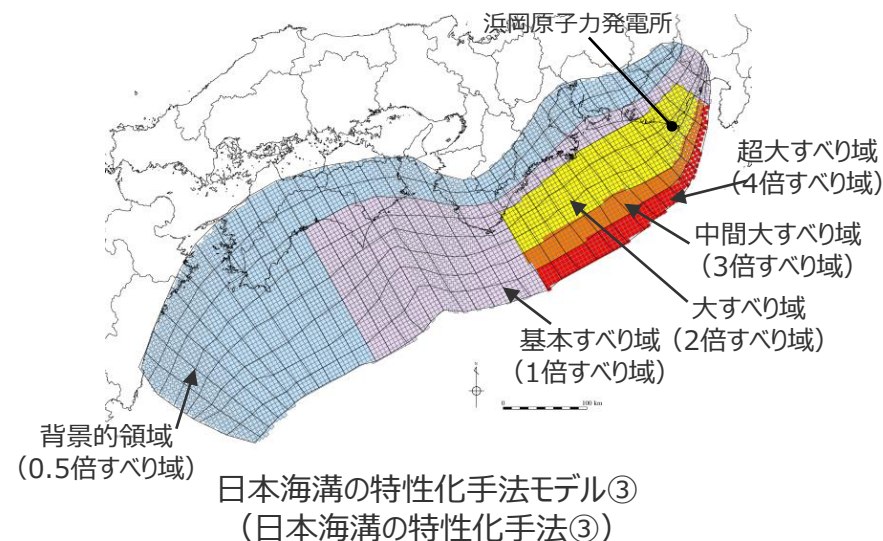 浜岡原子力発電所
超大すべり域
(4倍すべり域)
中間大すべり域
(3倍すべり域)
大すべり域
(2倍すべり域)
基本すべり域
(1倍すべり域)
背景的領域
(0.5倍すべり域)
0
100 km
日本海溝の特性化手法モデル③
(日本海溝の特性化手法③)